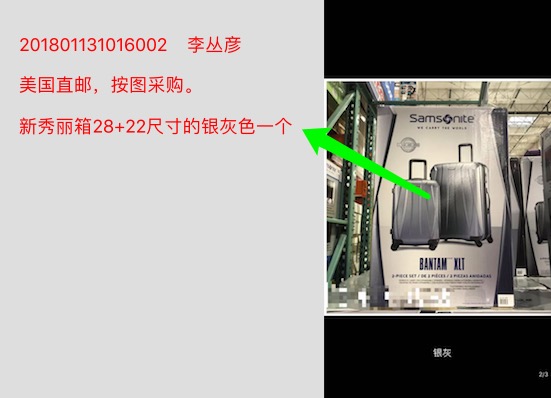 201801131016002 李丛彦
美国直邮，按图采购。
新秀丽箱28+22尺寸的银灰色一个
Samsonite
WE CARRY THE WORLD
BANTAM XLT
2-PIECE SET / DE 2 PIÈCES / 2 PIEZAS
银灰
2/3